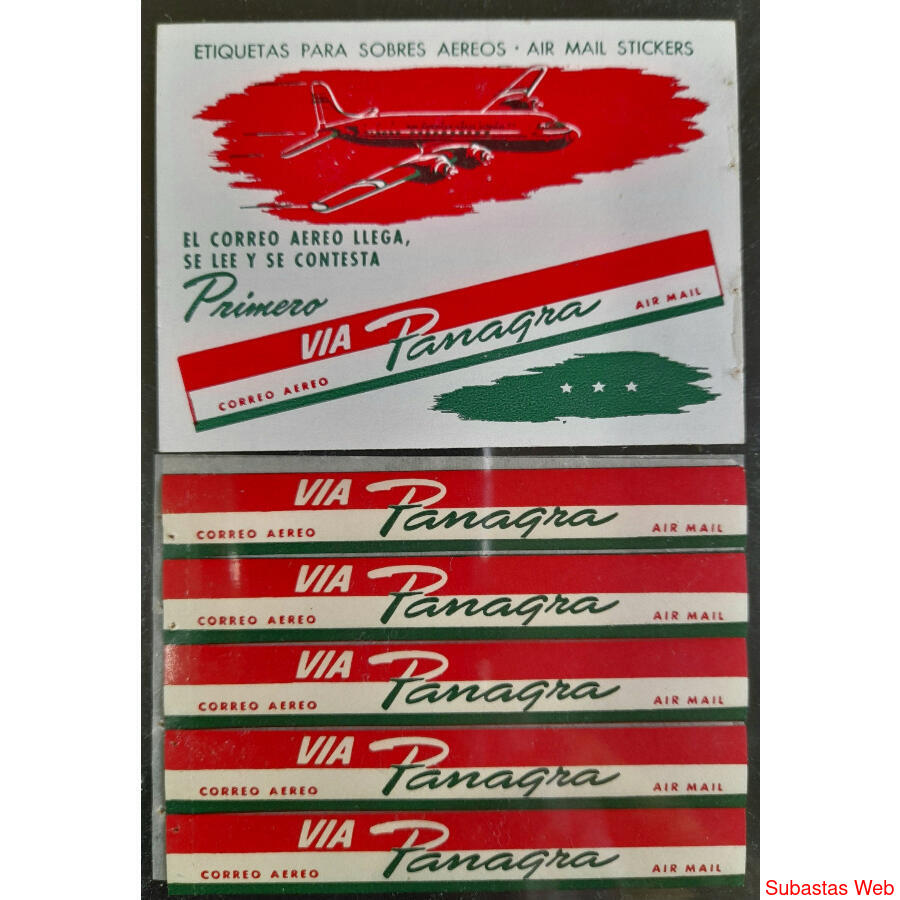 ETIQUETAS PARA SOBRES AEREOS · AIR MAIL STICKERS
EL CORREO AEREO LLEGA,
SE LEE Y SE CONTESTA
Primero
VIA Panagra
CORREO AEREO AIR MAIL
VIA Panagra
CORREO AEREO AIR MAIL
VIA Panagra
CORREO AEREO AIR MAIL
VIA Panagra
CORREO AEREO AIR MAIL
VIA Panagra
CORREO AEREO AIR MAIL
VIA Panagra
CORREO AEREO AIR MAIL
Subastas Web